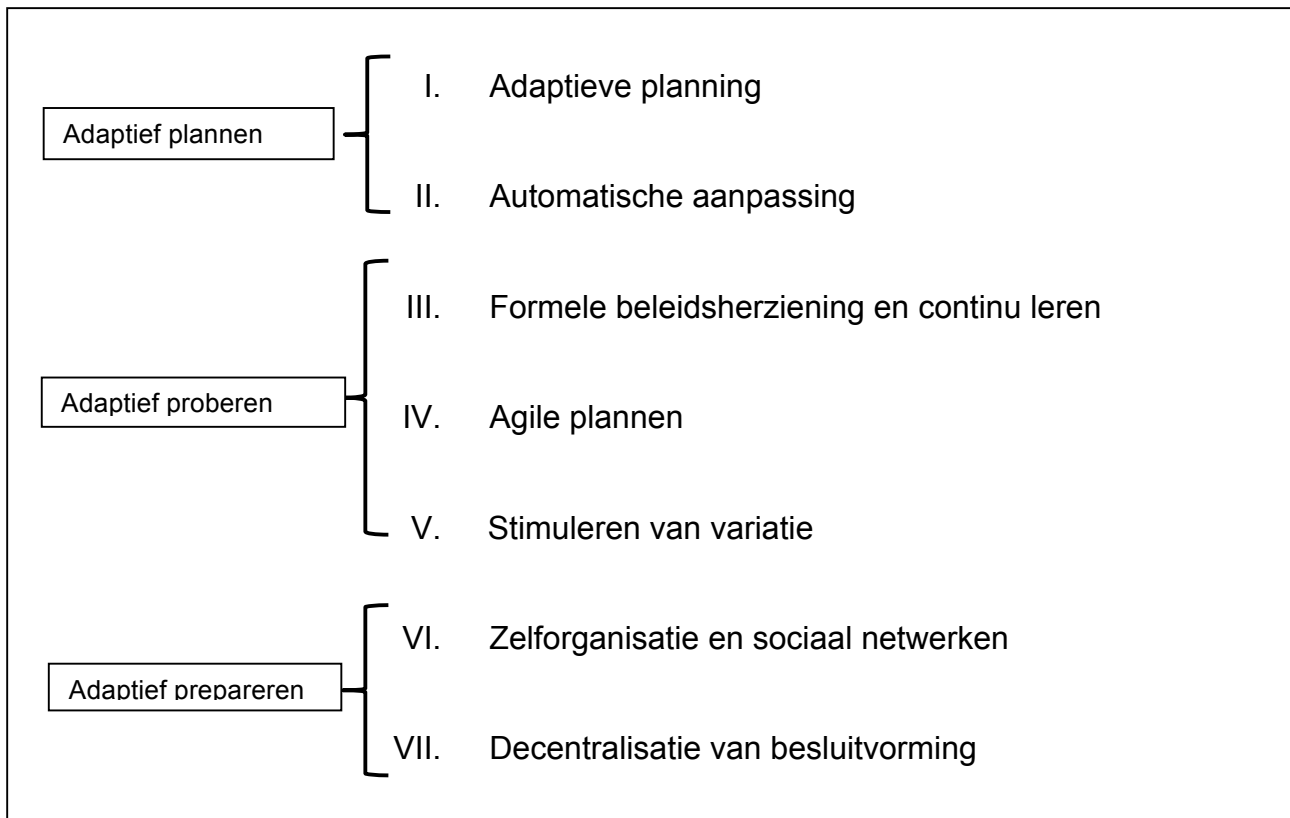 Adaptief plannen
I. Adaptieve planning
II. Automatische aanpassing
Adaptief proberen
III. Formele beleidsherziening en continu leren
IV. Agile plannen
V. Stimuleren van variatie
Adaptief prepareren
VI. Zelforganisatie en sociaal netwerken
VII. Decentralisatie van besluitvorming